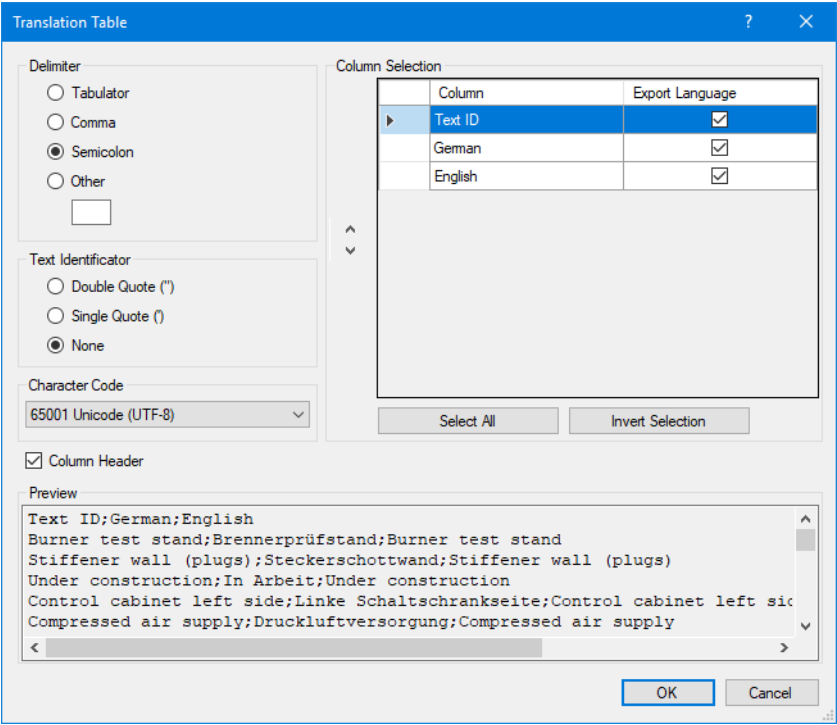 Translation Table
?
Delimiter
Tabulator
Comma
Semicolon
Other
Text Identificator
Double Quote (")
Single Quote (')
None
Character Code
65001 Unicode (UTF-8)
Column Selection
Column Export Language
Text ID
German
English
Select All Invert Selection
Column Header
Preview
Text ID;German;English
Burner test stand;Brennerprüfstand;Burner test stand
Stiffener wall (plugs);Steckerschottwand;Stiffener wall (plugs)
Under construction;In Arbeit;Under construction
Control cabinet left side;Linke Schaltschrankseite;Control cabinet left
Compressed air supply;Druckluftversorgung;Compressed air supply
OK Cancel